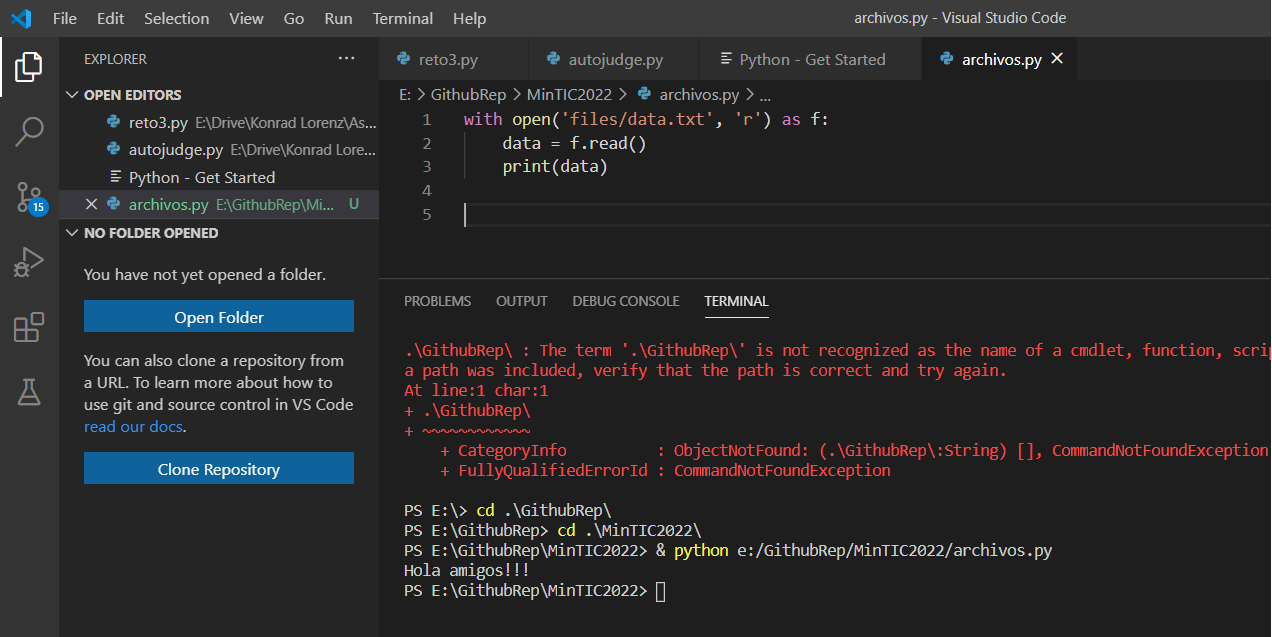 File Edit Selection View Go Run Terminal Help
archivos.py - Visual Studio Code
EXPLORER ...
OPEN EDITORS
reto3.py E:\Drive\Konrad Lorenz\As...
autojudge.py E:\Drive\Konrad Lore...
Python - Get Started
archivos.py E:\GithubRep\Mi... U
15
NO FOLDER OPENED
You have not yet opened a folder.
Open Folder
You can also clone a repository from
a URL. To learn more about how to
use git and source control in VS Code
read our docs.
Clone Repository
reto3.py autojudge.py Python - Get Started archivos.py
E: > GithubRep > MinTIC2022 > archivos.py > ...
1 with open('files/data.txt', 'r') as f:
2 data = f.read()
3 print(data)
4
5
PROBLEMS OUTPUT DEBUG CONSOLE TERMINAL
.\GithubRep\ : The term '.\GithubRep\' is not recognized as the name of a cmdlet, function, scrip
a path was included, verify that the path is correct and try again.
At line:1 char:1
+ .\GithubRep\
+ ~~~~~~~~~~~~
+ CategoryInfo : ObjectNotFound: (.\GithubRep\:String) [], CommandNotFoundException
+ FullyQualifiedErrorId : CommandNotFoundException
PS E:\> cd .\GithubRep\
PS E:\GithubRep> cd .\MinTIC2022\
PS E:\GithubRep\MinTIC2022> & python e:/GithubRep/MinTIC2022/archivos.py
Hola amigos!!!
PS E:\GithubRep\MinTIC2022>